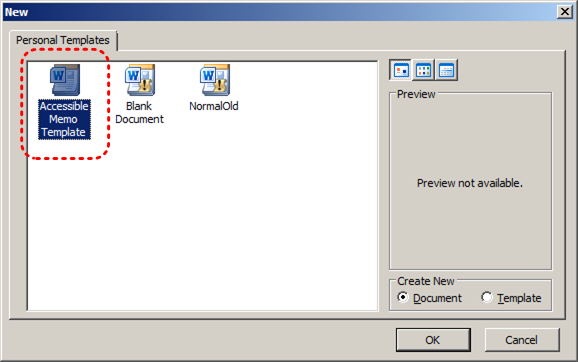 New
Personal Templates
Accessible
Memo
Template
Blank
Document
NormalOld
Preview
Preview not available.
Create New
Document
Template
OK
Cancel